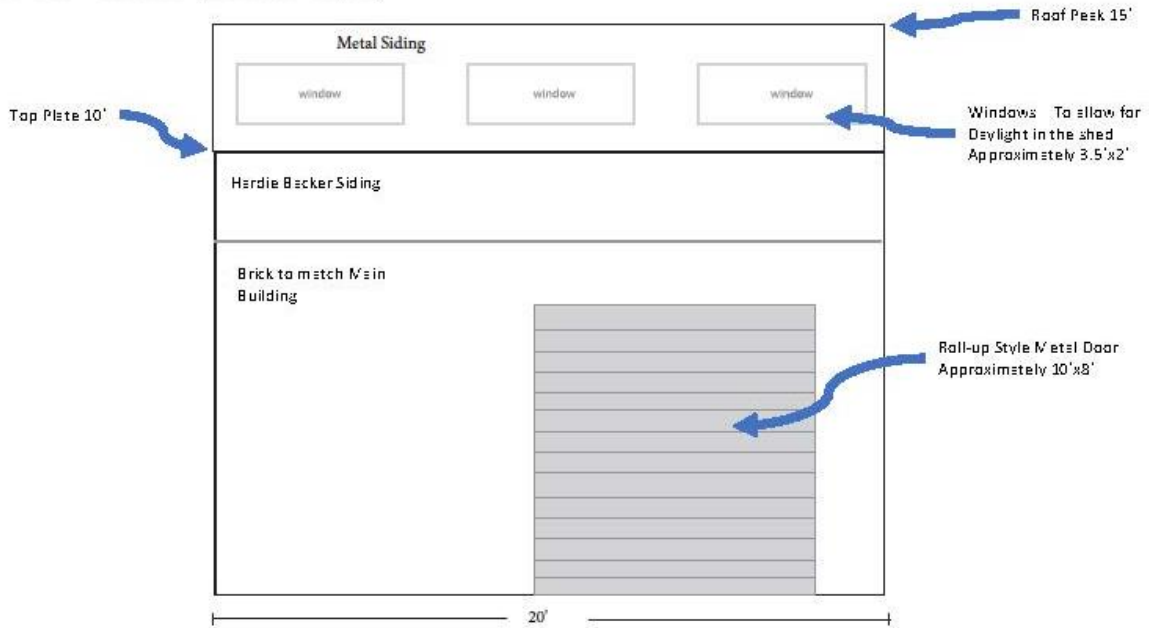 Roof Peak 15'
Metal Siding
window
window
window
Top Plate 10'
Windows To allow for
Daylight in the shed
Approximately 3.5'x2'
Hardie Backer Siding
Brick to match Main
Building
Roll-up Style Metal Door
Approximately 10'x8'
20'